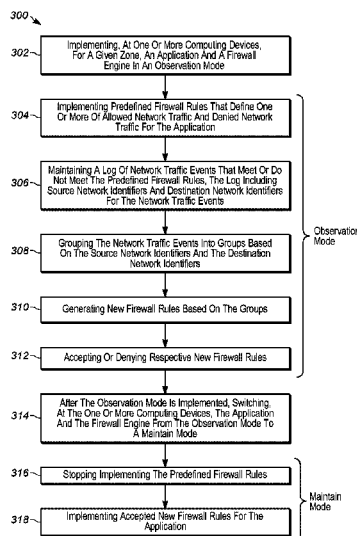 300
302
Implementing, At One Or More Computing Devices,
For A Given Zone, An Application And A Firewall
Engine In An Observation Mode
304
Implementing Predefined Firewall Rules That Define One
Or More Of Allowed Network Traffic And Denied Network
Traffic For The Application
306
Maintaining A Log Of Network Traffic Events That Meet Or Do
Not Meet The Predefined Firewall Rules, The Log Including
Source Network Identifiers And Destination Network Identifiers
For The Network Traffic Events
308
Grouping The Network Traffic Events Into Groups Based
On The Source Network Identifiers And The Destination
Network Identifiers
310
Generating New Firewall Rules Based On The Groups
312
Accepting Or Denying Respective New Firewall Rules
Observation
Mode
314
After The Observation Mode Is Implemented, Switching,
At The One Or More Computing Devices, The Application
And The Firewall Engine From The Observation Mode To
A Maintain Mode
316
Stopping Implementing The Predefined Firewall Rules
318
Implementing Accepted New Firewall Rules For The
Application
Maintain
Mode